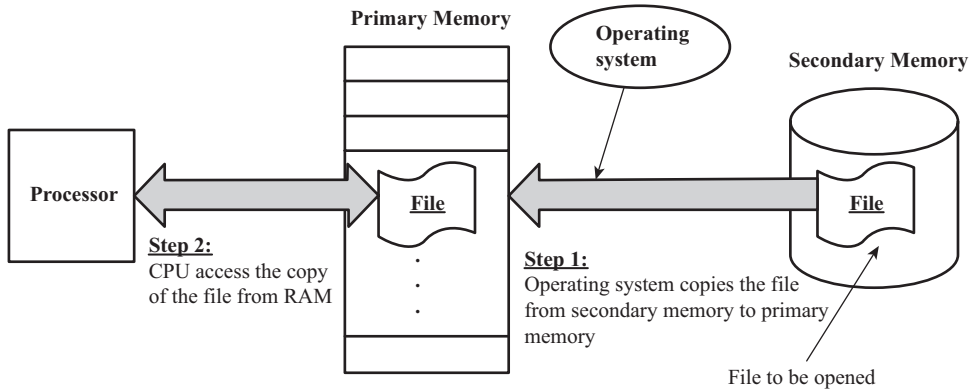 Primary Memory
Operating
system
Secondary Memory
Processor
File
File
Step 2:
CPU access the copy
of the file from RAM
Step 1:
Operating system copies the file
from secondary memory to primary
memory
File to be opened